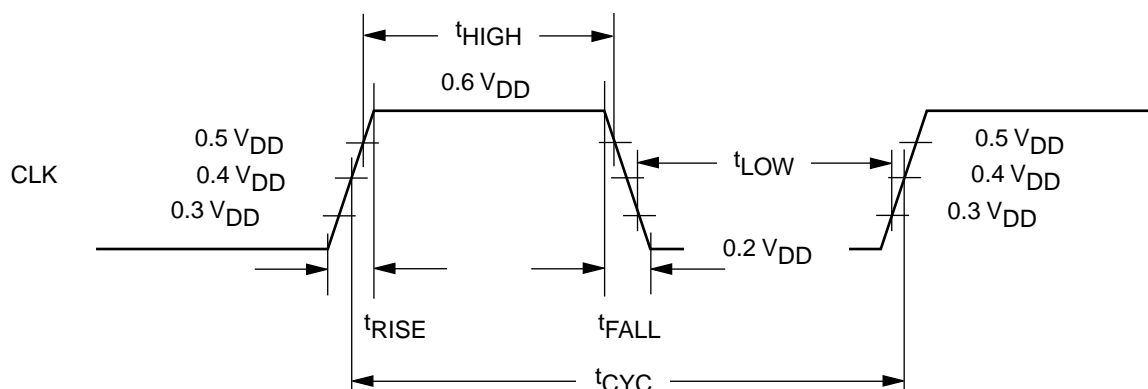 tHIGH
0.6 VDD
0.5 VDD
0.5 VDD
CLK
0.4 VDD
tLOW
0.4 VDD
0.3 VDD
0.3 VDD
0.2 VDD
tRISE
tFALL
tCYC